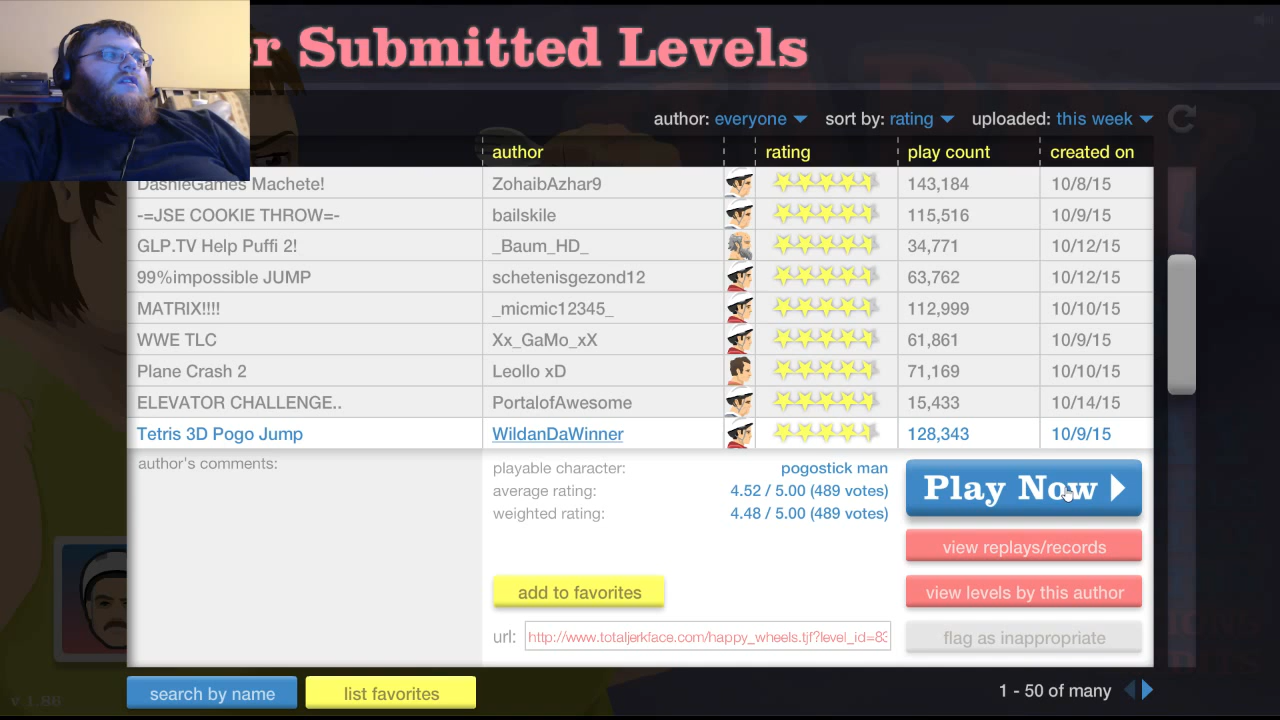 r Submitted Levels
author: everyone sort by: rating uploaded: this week
author rating play count created on
DashieGames Machete! ZohaibAzhar9 143,184 10/8/15
-=JSE COOKIE THROW=- bailskile 115,516 10/9/15
GLP.TV Help Puffi 2! _Baum_HD_ 34,771 10/12/15
99%impossible JUMP schetenisgezond12 63,762 10/12/15
MATRIX!!!! _micmic12345_ 112,999 10/10/15
WWE TLC Xx_GaMo_xX 61,861 10/9/15
Plane Crash 2 Leollo xD 71,169 10/10/15
ELEVATOR CHALLENGE.. PortalofAwesome 15,433 10/14/15
Tetris 3D Pogo Jump WildanDaWinner 128,343 10/9/15
author's comments:
playable character: pogostick man
average rating: 4.52 / 5.00 (489 votes)
weighted rating: 4.48 / 5.00 (489 votes)
Play Now
view replays/records
add to favorites
view levels by this author
url: http://www.totaljerkface.com/happy_wheels.tjf?level_id=83
flag as inappropriate
search by name list favorites
1 - 50 of many
v 1.86